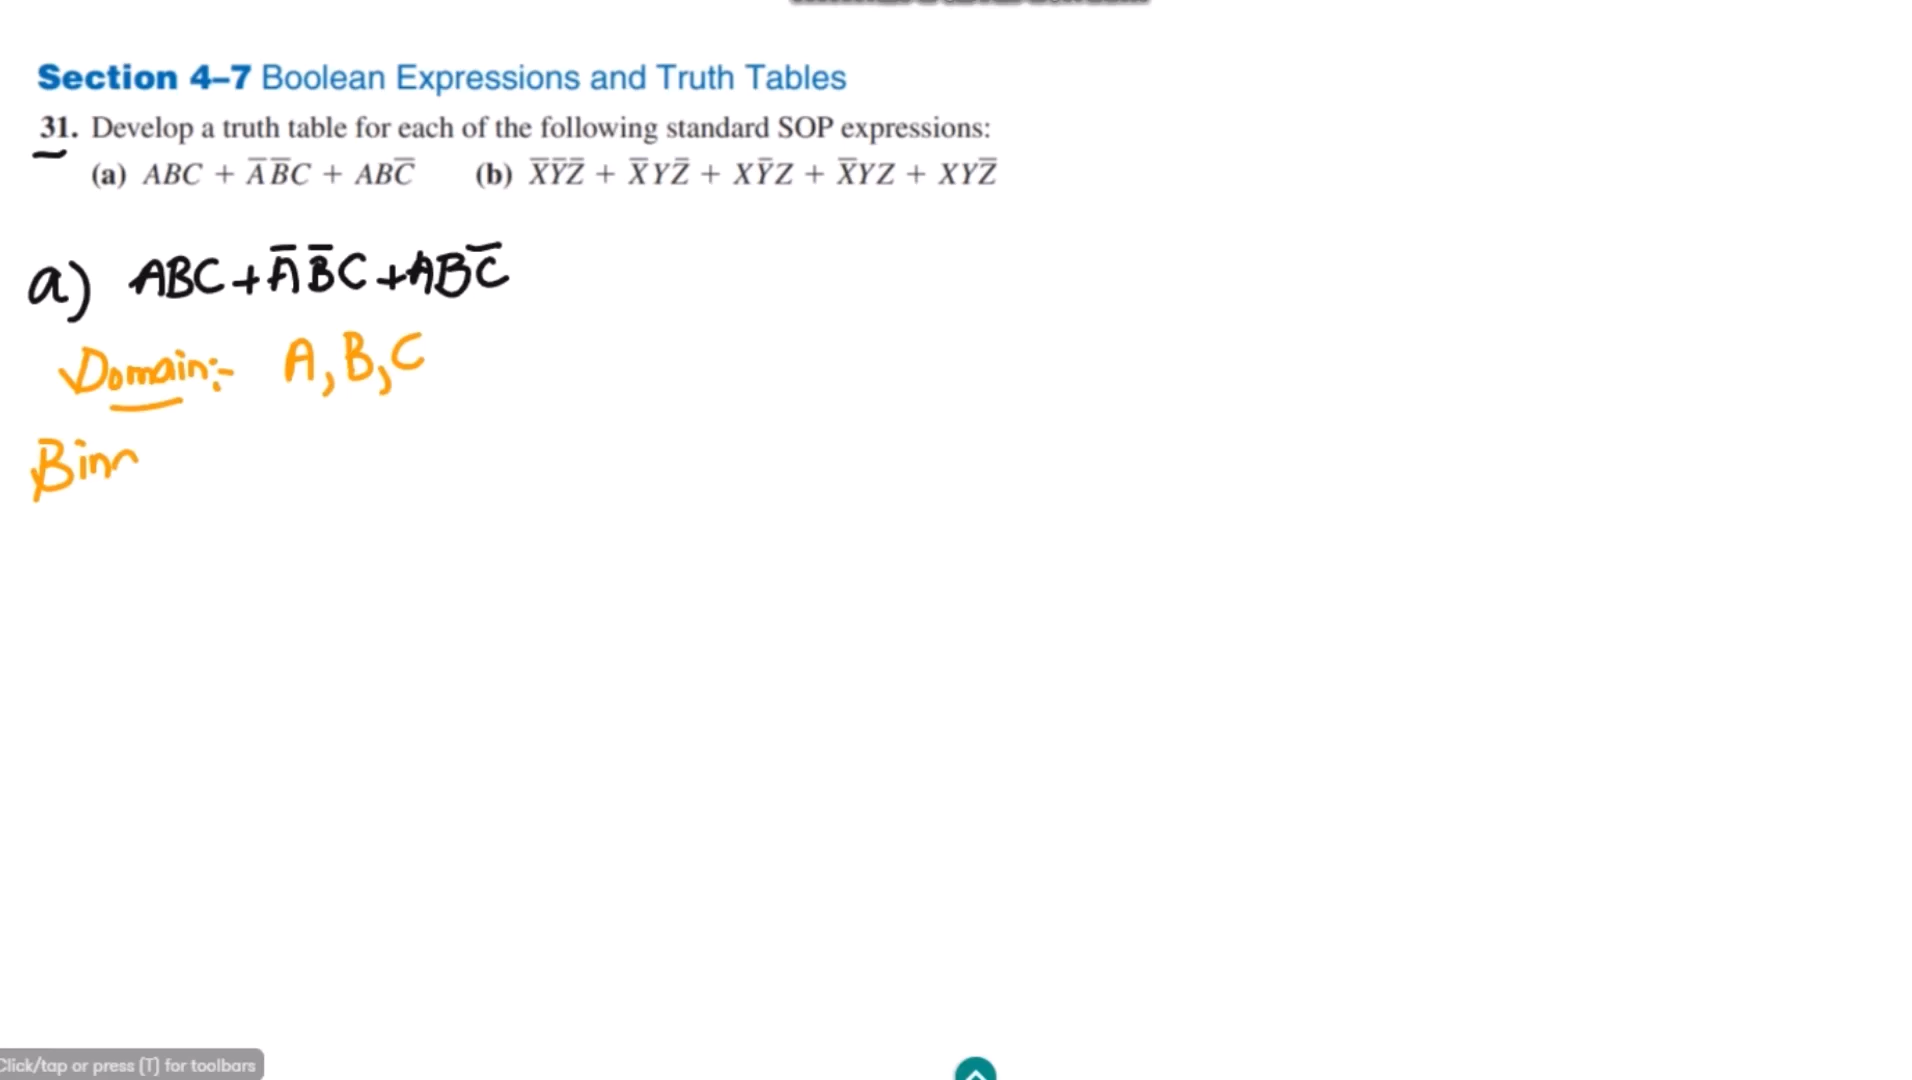 Section 4–7 Boolean Expressions and Truth Tables
31. Develop a truth table for each of the following standard SOP expressions:
(a) ABC + A̅B̅C + ABC̅ (b) X̅Y̅Z̅ + X̅YZ̅ + XY̅Z + X̅YZ + XYZ̅
a) ABC + A̅ B̅ C + ABC̅
Domain:- A, B, C
Bin
Click/tap or press (T) for toolbars